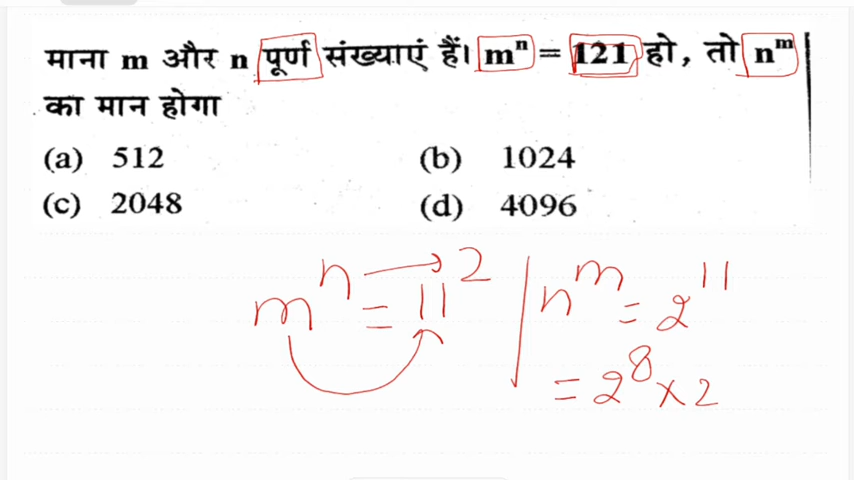 माना m और n पूर्ण संख्याएं हैं। mⁿ = 121 हो, तो nᵐ
का मान होगा
(a) 512 (b) 1024
(c) 2048 (d) 4096
mⁿ = 11² | nᵐ = 2¹¹
= 2⁸ × 2